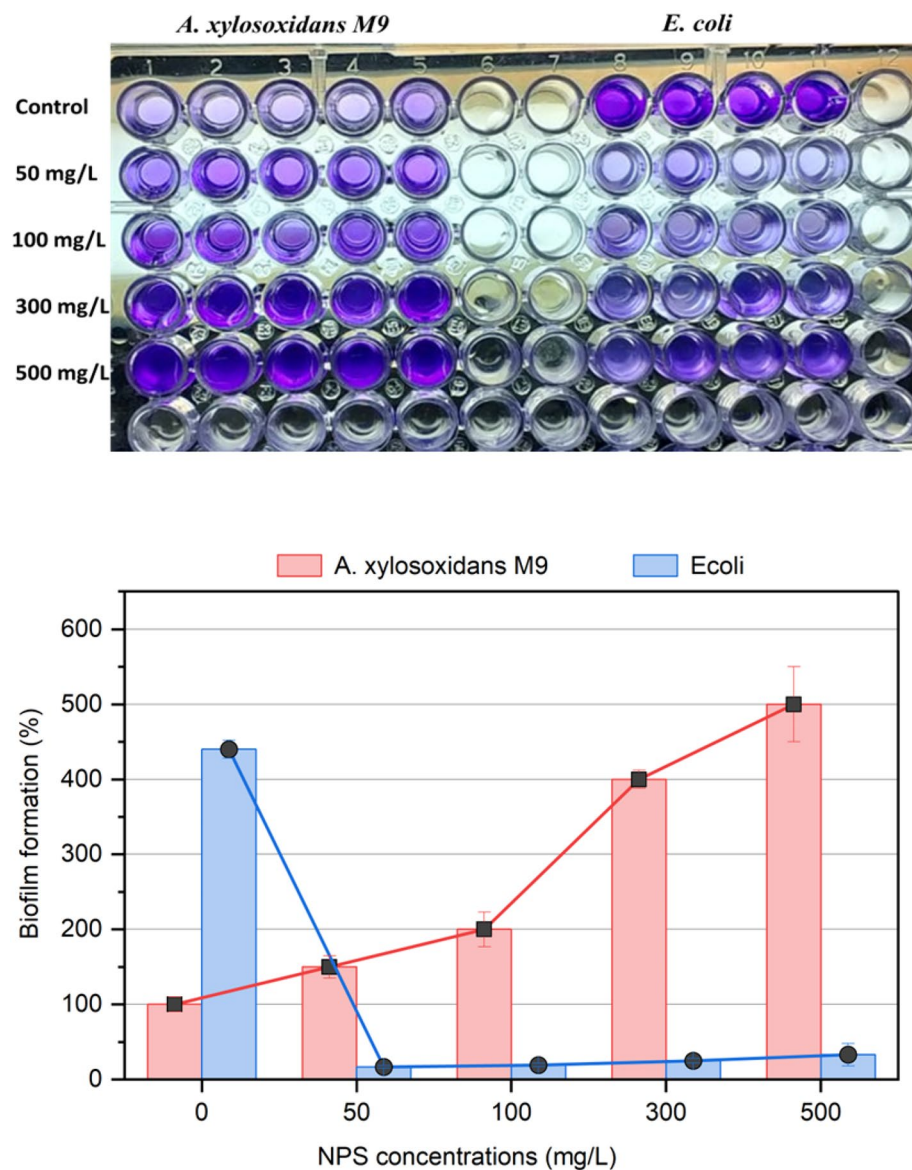 A. xylosoxidans M9 E. coli
1 2 3 4 5 6 7 8 9 10 11 12
Control
50 mg/L
100 mg/L
300 mg/L
500 mg/L
A. xylosoxidans M9 Ecoli
Biofilm formation (%)
600
500
400
300
200
100
0
0 50 100 300 500
NPS concentrations (mg/L)